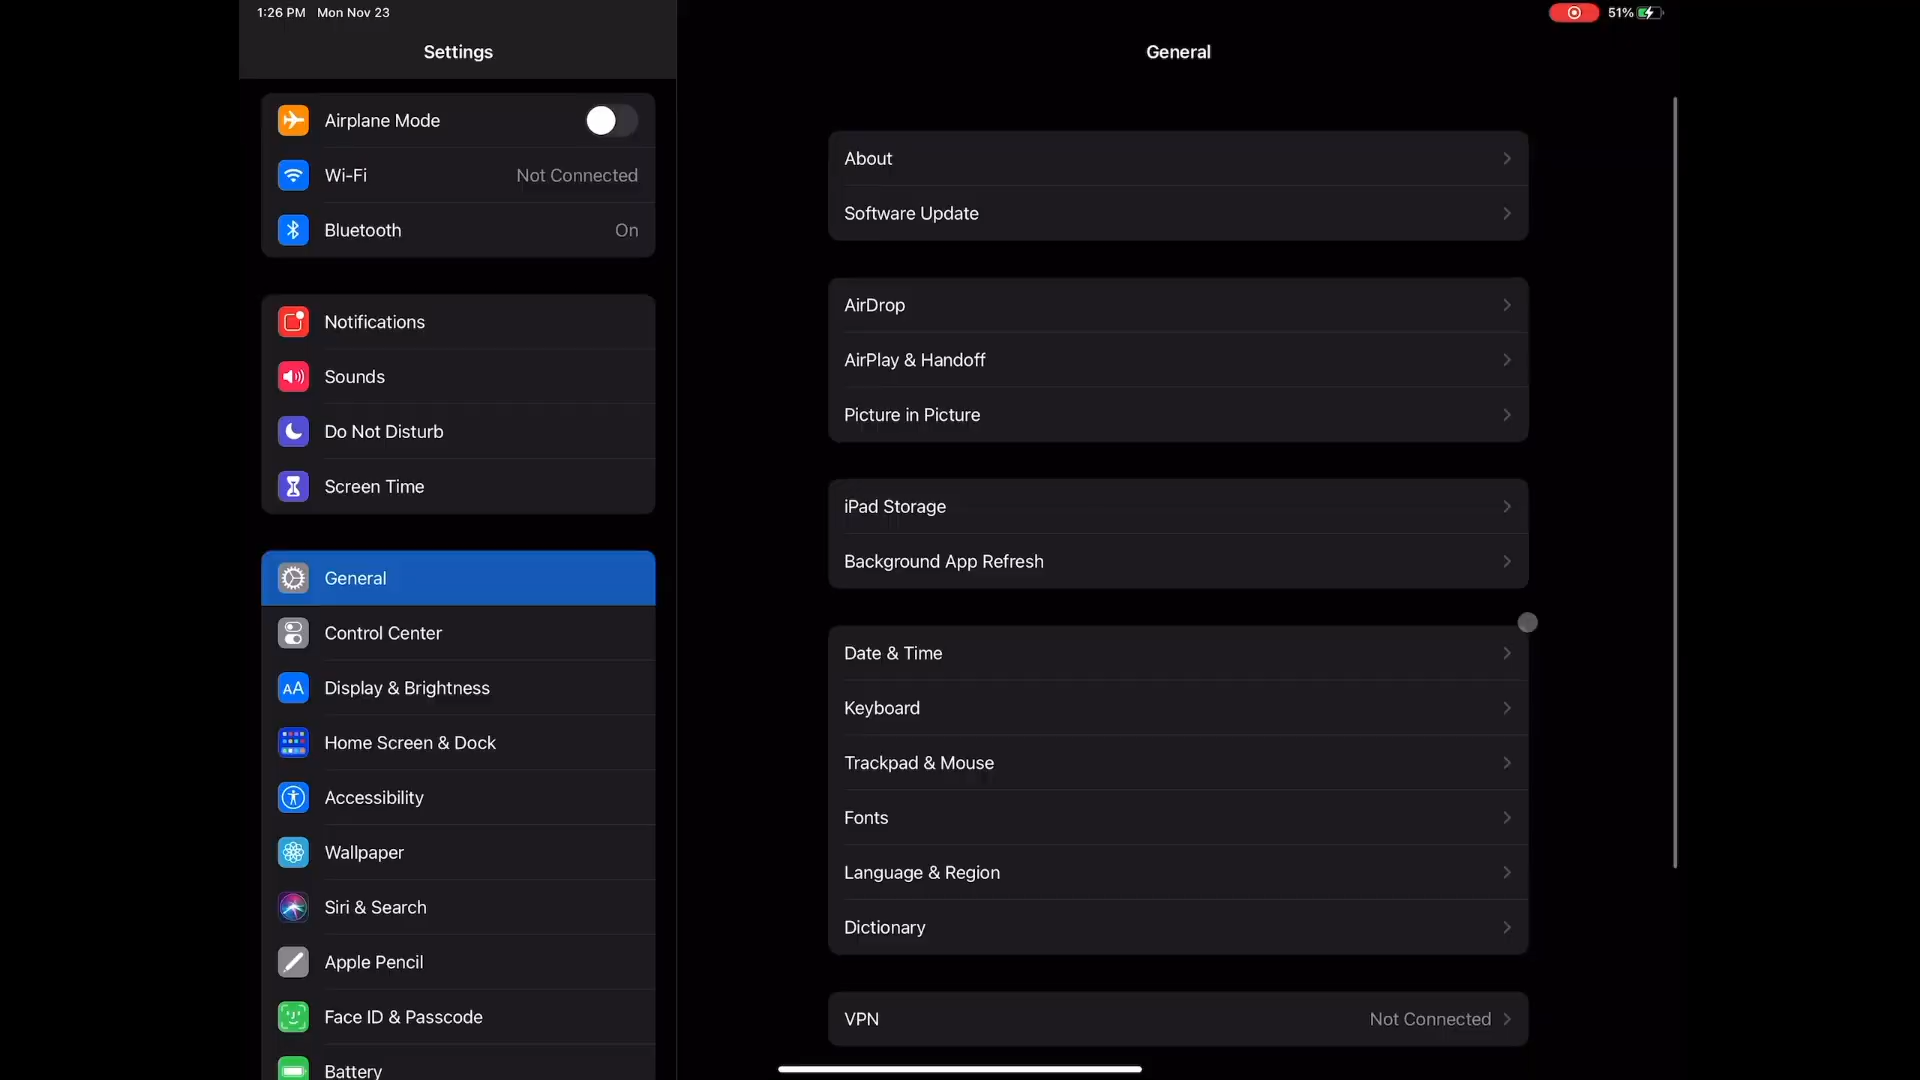 1:26 PM Mon Nov 23
51%
Settings
Airplane Mode
Wi-Fi Not Connected
Bluetooth On
Notifications
Sounds
Do Not Disturb
Screen Time
General
Control Center
AA Display & Brightness
Home Screen & Dock
Accessibility
Wallpaper
Siri & Search
Apple Pencil
Face ID & Passcode
Battery
General
About
Software Update
AirDrop
AirPlay & Handoff
Picture in Picture
iPad Storage
Background App Refresh
Date & Time
Keyboard
Trackpad & Mouse
Fonts
Language & Region
Dictionary
VPN Not Connected